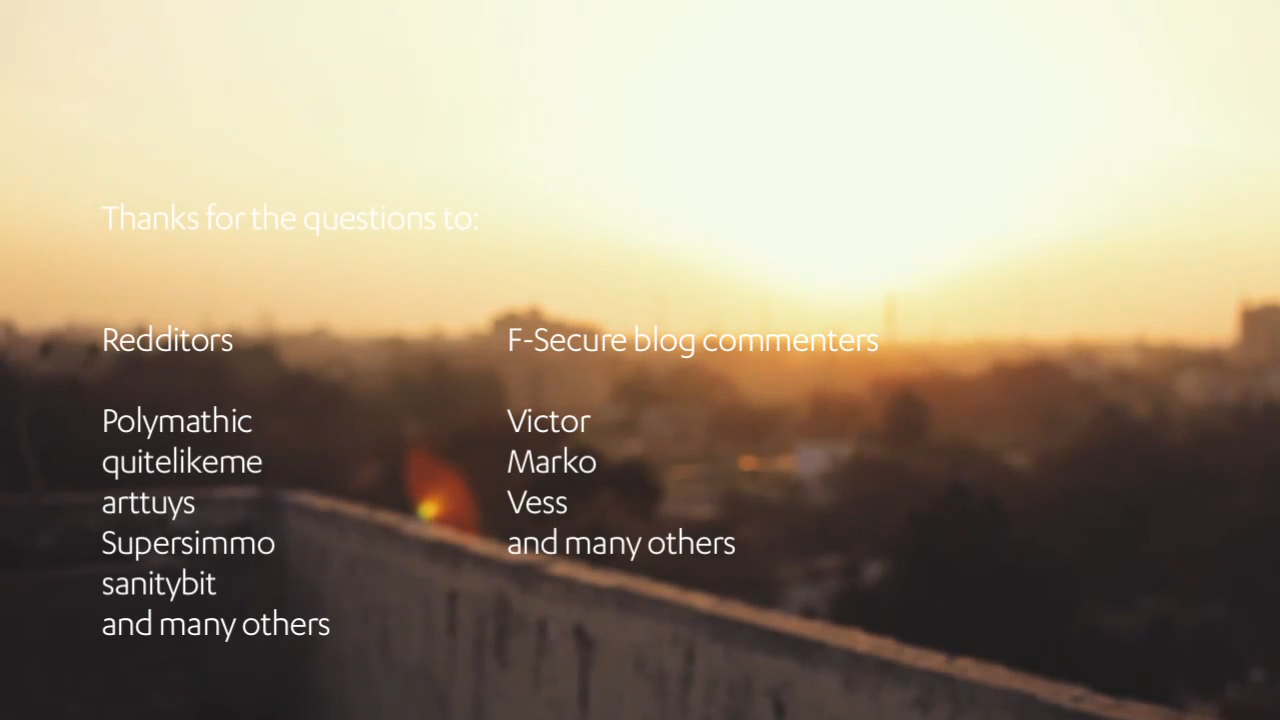 Thanks for the questions to:
Redditors
Polymathic
quitelikeme
arttuys
Supersimmo
sanitybit
and many others
F-Secure blog commenters
Victor
Marko
Vess
and many others